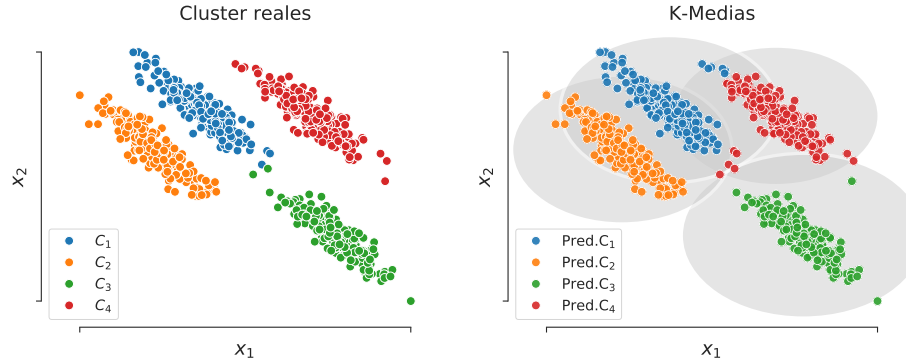 Cluster reales
x₂
C₁
C₂
C₃
C₄
x₁
K-Medias
x₂
Pred.C₁
Pred.C₂
Pred.C₃
Pred.C₄
x₁